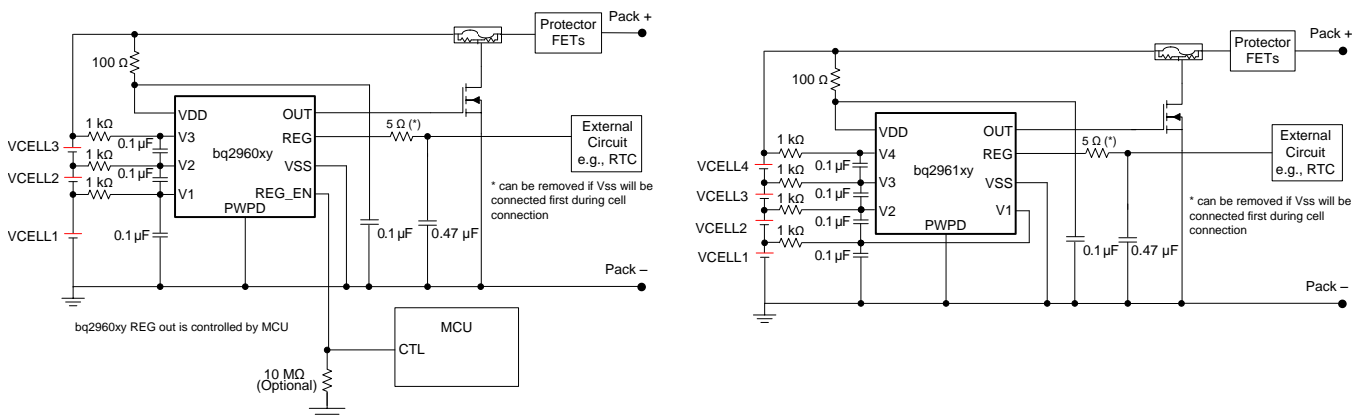 Pack +
Protector
FETs
100 Ω
VDD
OUT
1 kΩ
V3
REG
5 Ω (*)
External
Circuit
e.g., RTC
0.1 µF
VCELL3
1 kΩ
V2
bq2960xy
VSS
0.1 µF
VCELL2
1 kΩ
V1
REG_EN
* can be removed if Vss will be
connected first during cell
connection
PWPD
VCELL1
0.1 µF
0.1 µF
0.47 µF
Pack –
bq2960xy REG out is controlled by MCU
MCU
CTL
10 MΩ
(Optional)
Pack +
Protector
FETs
100 Ω
VDD
OUT
1 kΩ
V4
REG
5 Ω (*)
External
Circuit
e.g., RTC
0.1 µF
VCELL4
1 kΩ
V3
bq2961xy
VSS
0.1 µF
VCELL3
1 kΩ
V2
V1
* can be removed if Vss will be
connected first during cell
connection
0.1 µF
VCELL2
1 kΩ
PWPD
VCELL1
0.1 µF
0.1 µF
0.47 µF
Pack –